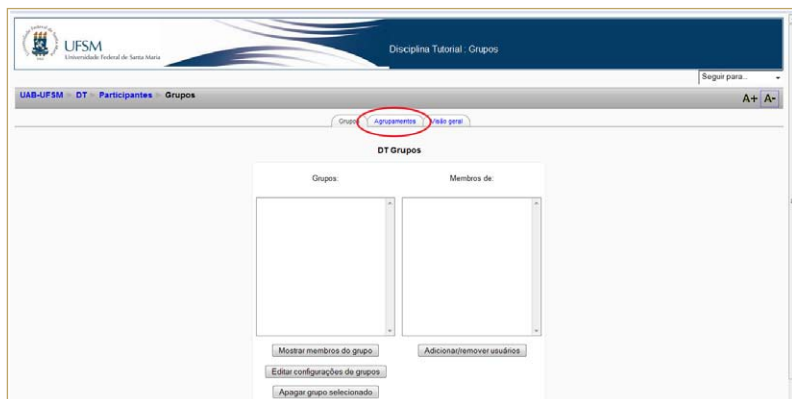 UFSM
Universidade Federal de Santa Maria
Disciplina Tutorial : Grupos
Seguir para...
UAB-UFSM DT Participantes Grupos
A+ A-
Grupos Agrupamentos Visão geral
DT Grupos
Grupos: Membros de:
Mostrar membros do grupo Adicionar/remover usuários
Editar configurações de grupos
Apagar grupo selecionado